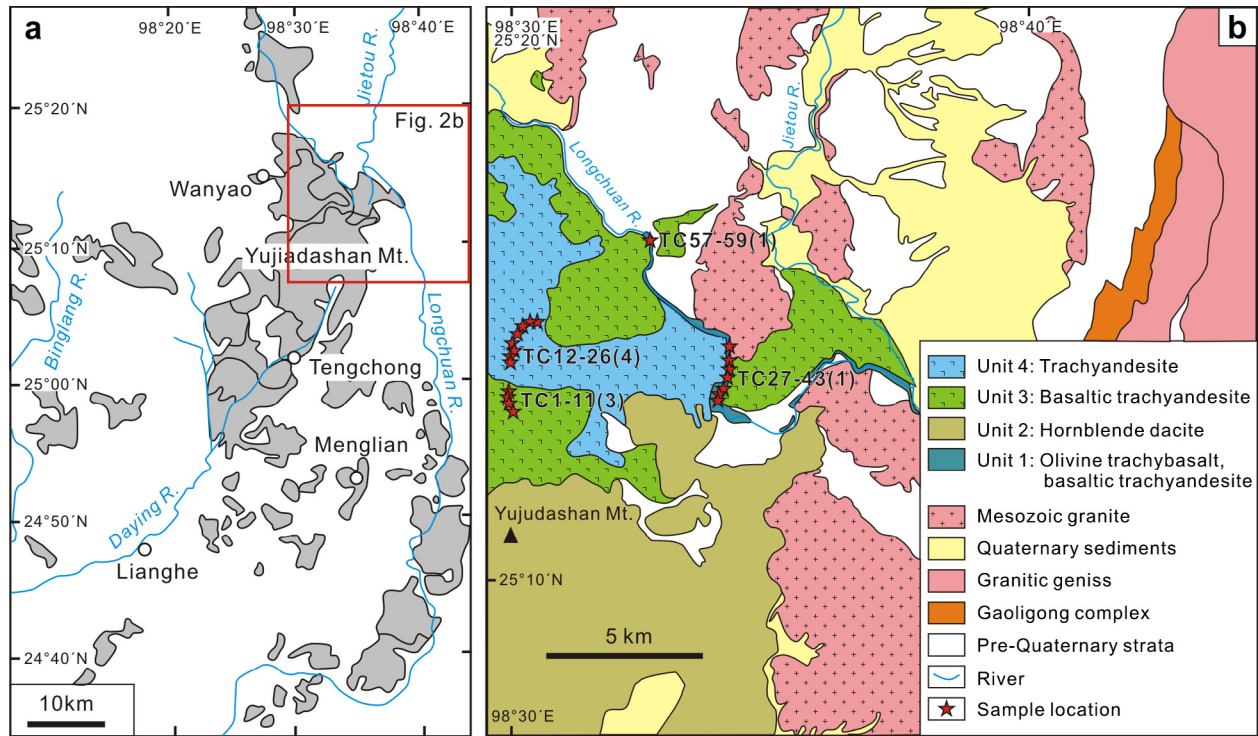 a
98°20´E
98°30´E
98°40´E
Jietou R.
25°20´N
Fig. 2b
Wanyao
25°10´N
Yujiadashan Mt.
Binglang R.
Longchuan R.
Tengchong
25°00´N
Menglian
24°50´N
Daying R.
Lianghe
24°40´N
10km
b
98°30´E
25°20´N
98°40´E
Jietou R.
Longchuan R.
TC57-59(1)
TC12-26(4)
TC27-43(1)
TC1-11(3)
Yujudashan Mt.
25°10´N
5 km
98°30´E
Unit 4: Trachyandesite
Unit 3: Basaltic trachyandesite
Unit 2: Hornblende dacite
Unit 1: Olivine trachybasalt,
basaltic trachyandesite
Mesozoic granite
Quaternary sediments
Granitic geniss
Gaoligong complex
Pre-Quaternary strata
River
Sample location